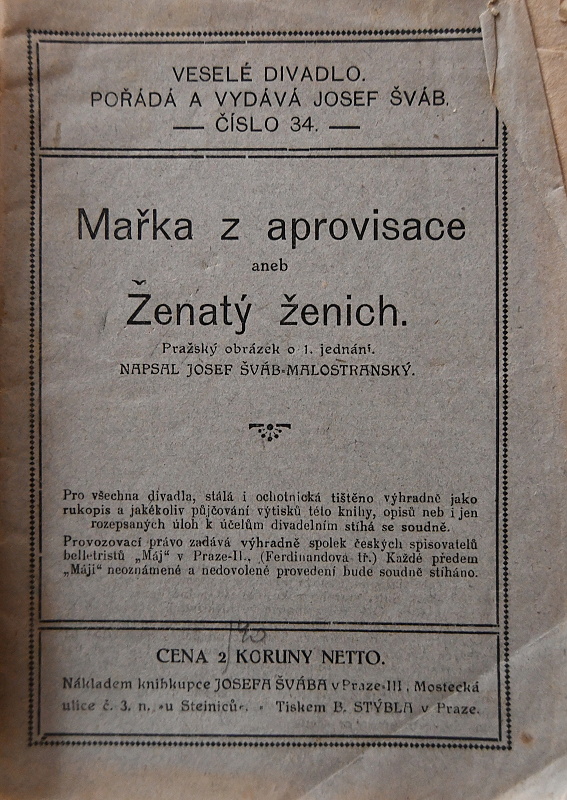 VESELÉ DIVADLO.
POŘÁDÁ A VYDÁVÁ JOSEF ŠVÁB.
— ČÍSLO 34. —
Mařka z aprovisace
aneb
Ženatý ženich.
Pražský obrázek o 1. jednání.
NAPSAL JOSEF ŠVÁB-MALOSTRANSKÝ.
Pro všechna divadla, stálá i ochotnická tištěno výhradně jako
rukopis a jakékoliv půjčování výtisků této knihy, opisů neb i jen
rozepsaných úloh k účelům divadelním stíhá se soudně.
Provozovací právo zadává výhradně spolek českých spisovatelů
belletristů „Máj" v Praze-II., (Ferdinandova tř.) Každé předem
„Máji" neoznámené a nedovolené provedení bude soudně stíháno.
CENA 2 KORUNY NETTO.
Nákladem knihkupce JOSEFA ŠVÁBA v Praze-III, Mostecká
ulice č. 3. n. „u Steiniců". • Tiskem B. STÝBLA v Praze.